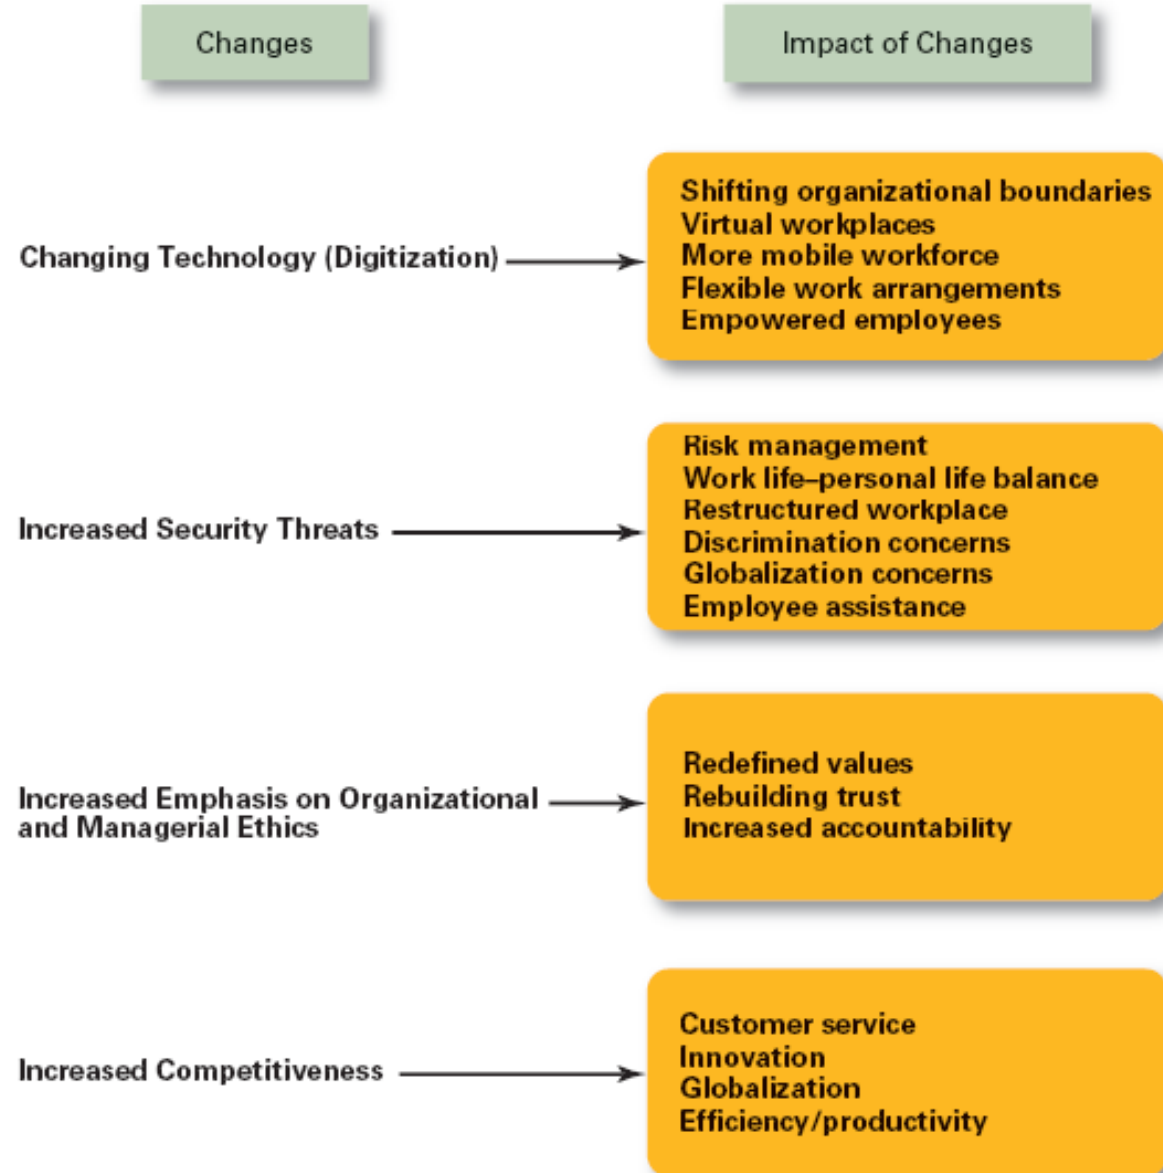 Changes
Impact of Changes
Changing Technology (Digitization)
Shifting organizational boundaries
Virtual workplaces
More mobile workforce
Flexible work arrangements
Empowered employees
Increased Security Threats
Risk management
Work life–personal life balance
Restructured workplace
Discrimination concerns
Globalization concerns
Employee assistance
Increased Emphasis on Organizational
and Managerial Ethics
Redefined values
Rebuilding trust
Increased accountability
Increased Competitiveness
Customer service
Innovation
Globalization
Efficiency/productivity